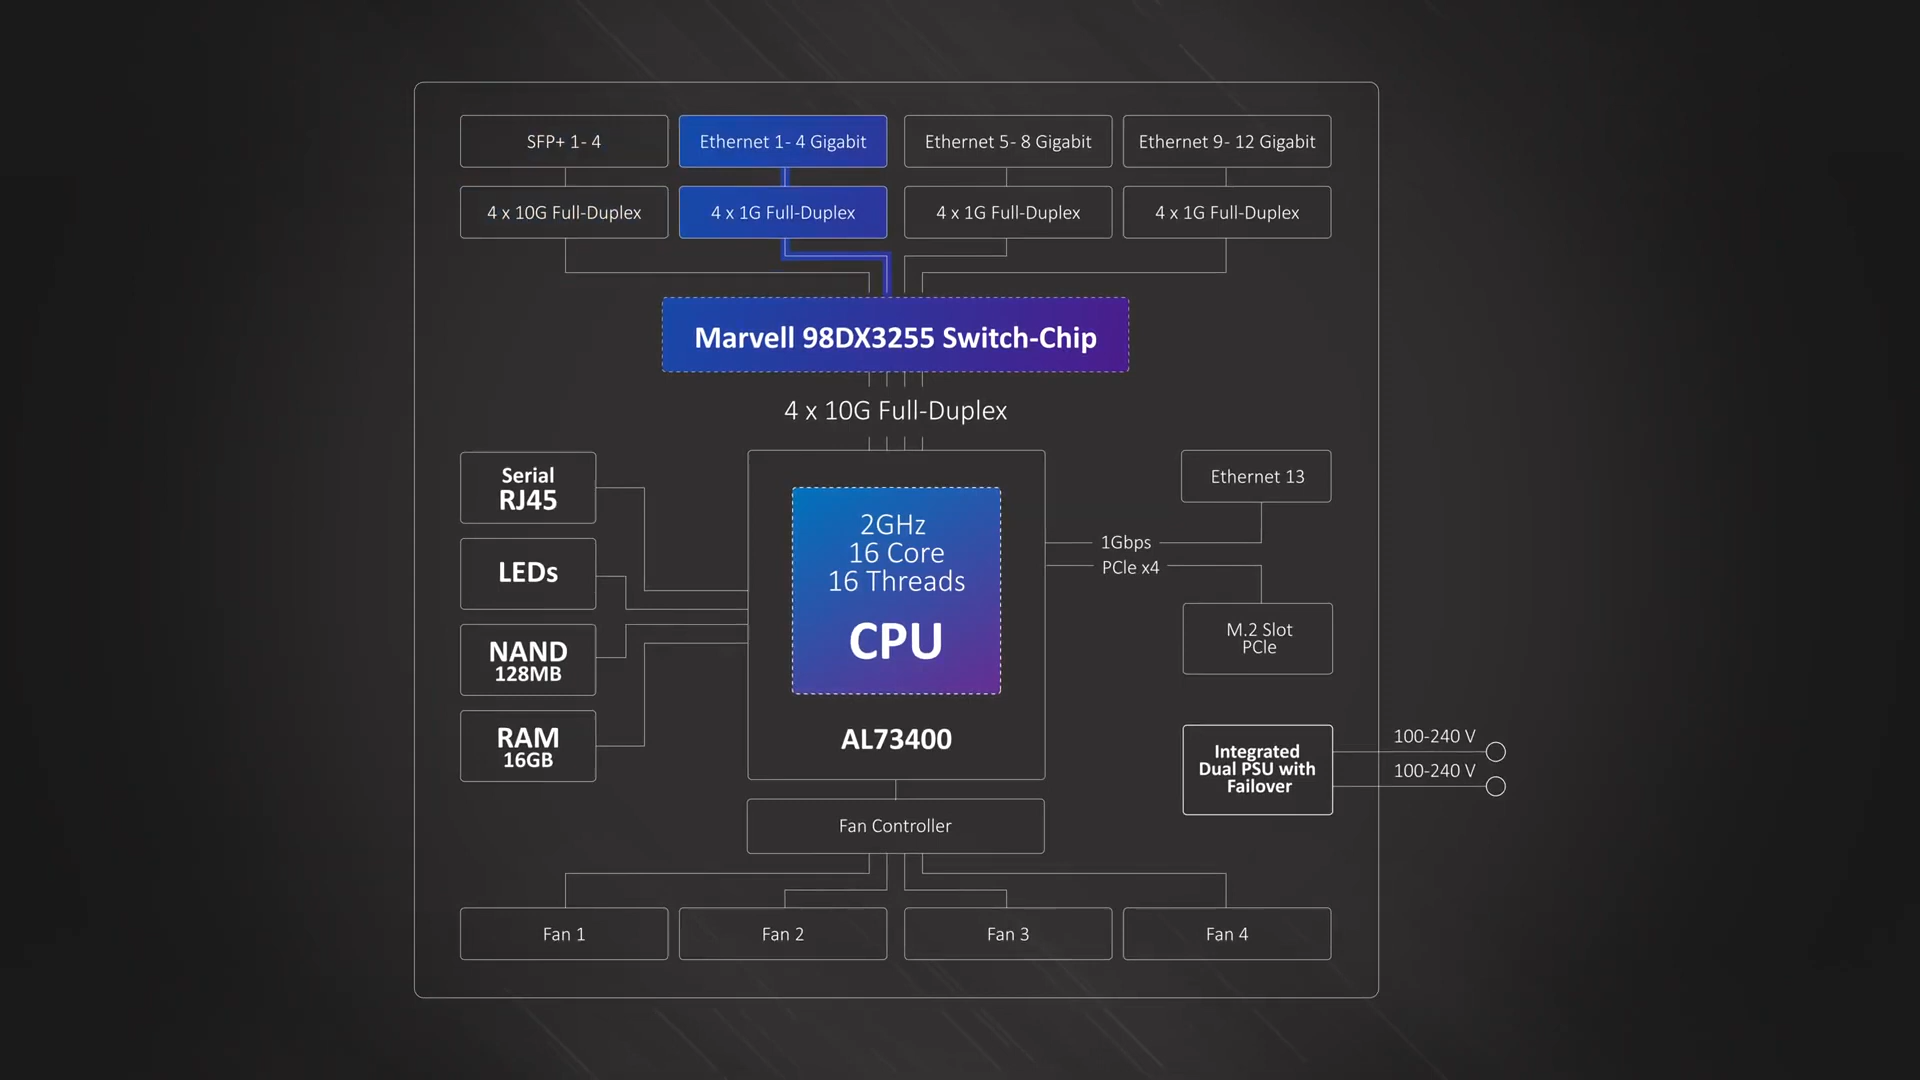 SFP+ 1- 4
Ethernet 1- 4 Gigabit
Ethernet 5- 8 Gigabit
Ethernet 9- 12 Gigabit
4 x 10G Full-Duplex
4 x 1G Full-Duplex
4 x 1G Full-Duplex
4 x 1G Full-Duplex
Marvell 98DX3255 Switch-Chip
4 x 10G Full-Duplex
Serial
RJ45
LEDs
NAND
128MB
RAM
16GB
2GHz
16 Core
16 Threads
CPU
AL73400
Ethernet 13
1Gbps
PCIe x4
M.2 Slot
PCIe
Integrated
Dual PSU with
Failover
100-240 V
100-240 V
Fan Controller
Fan 1
Fan 2
Fan 3
Fan 4